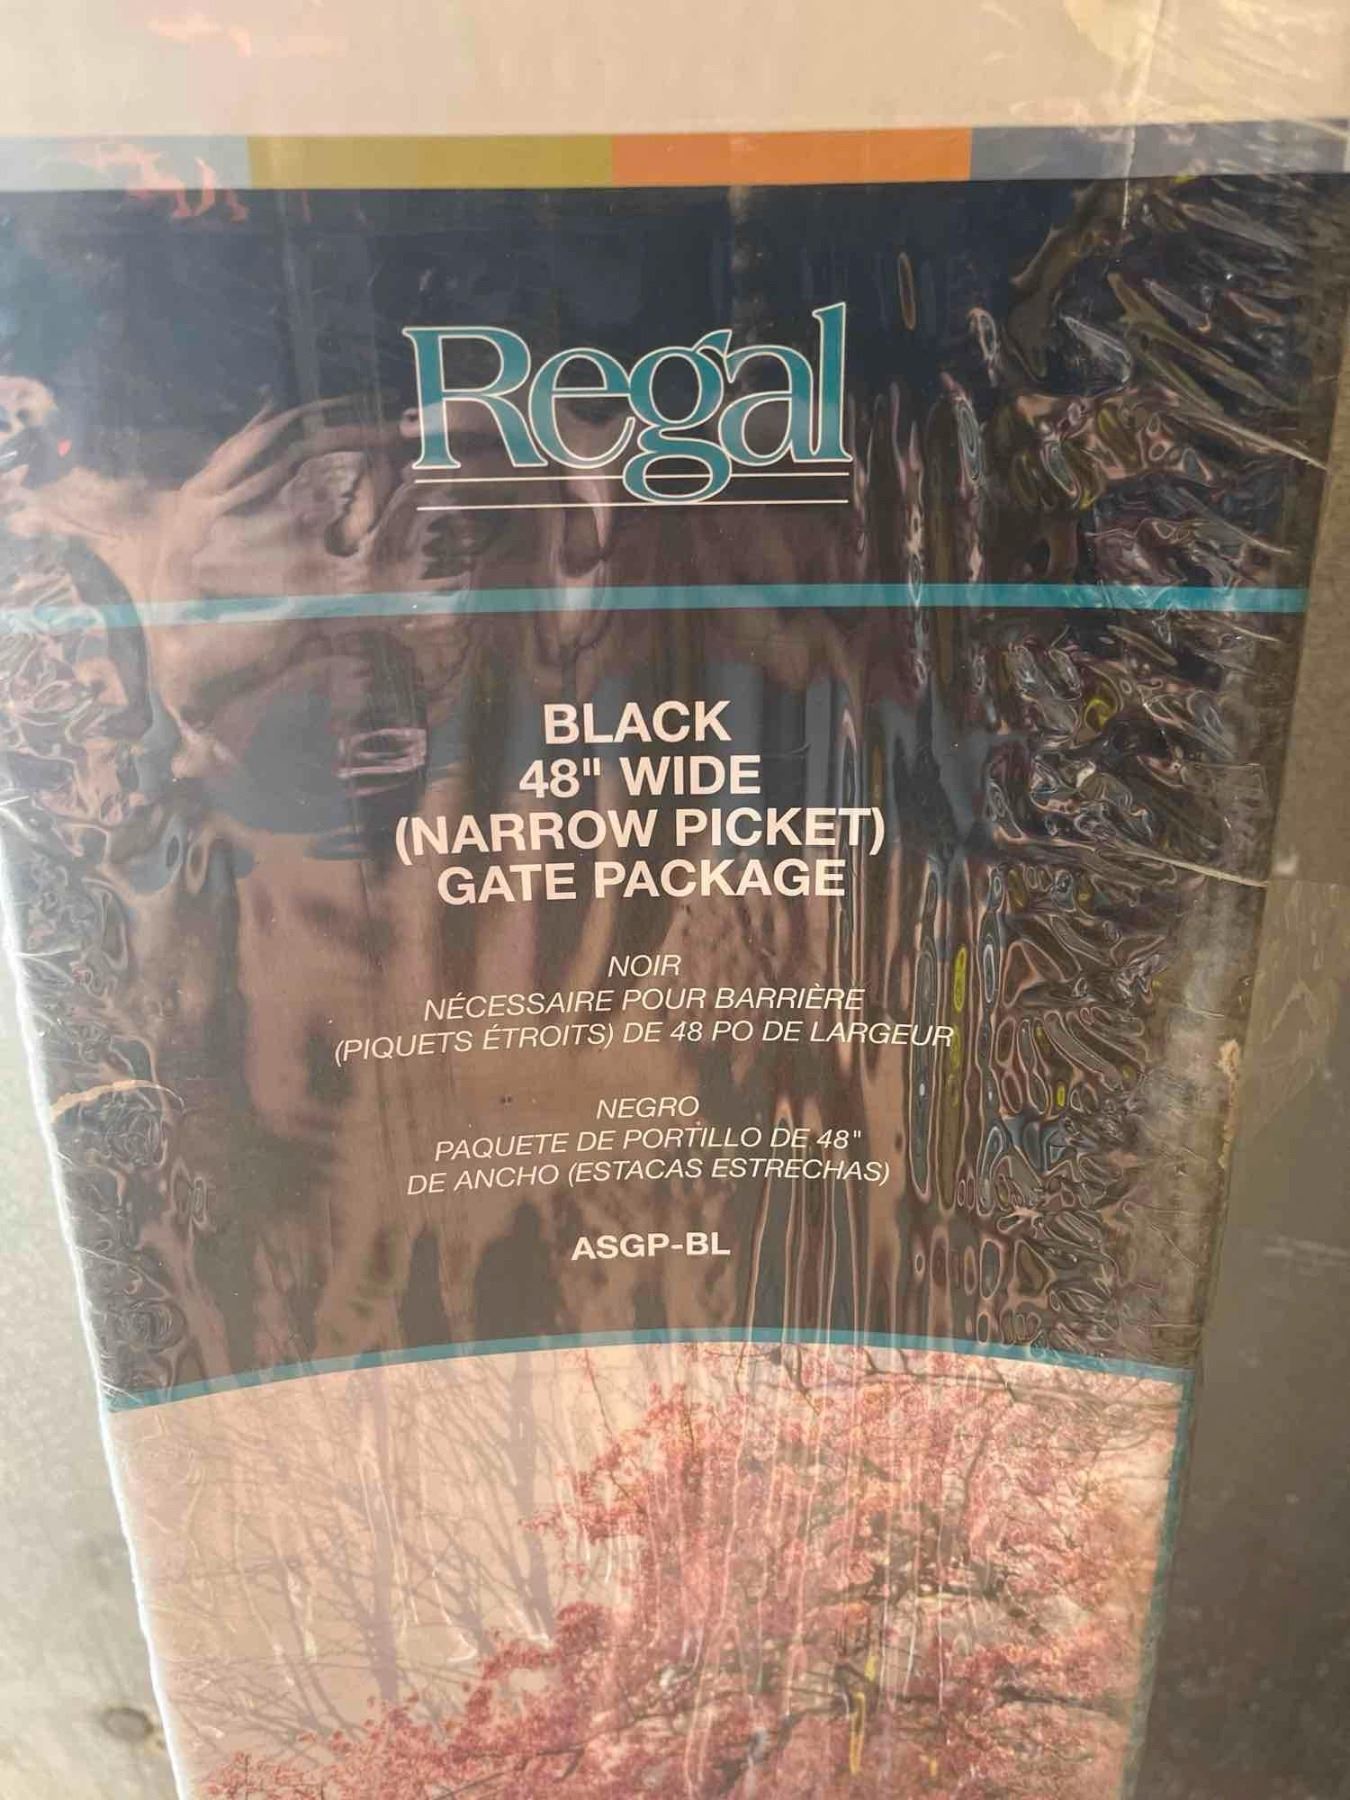 Regal
BLACK
48" WIDE
(NARROW PICKET)
GATE PACKAGE
NOIR
NÉCESSAIRE POUR BARRIÈRE
(PIQUETS ÉTROITS) DE 48 PO DE LARGEUR
NEGRO
PAQUETE DE PORTILLO DE 48"
DE ANCHO (ESTACAS ESTRECHAS)
ASGP-BL